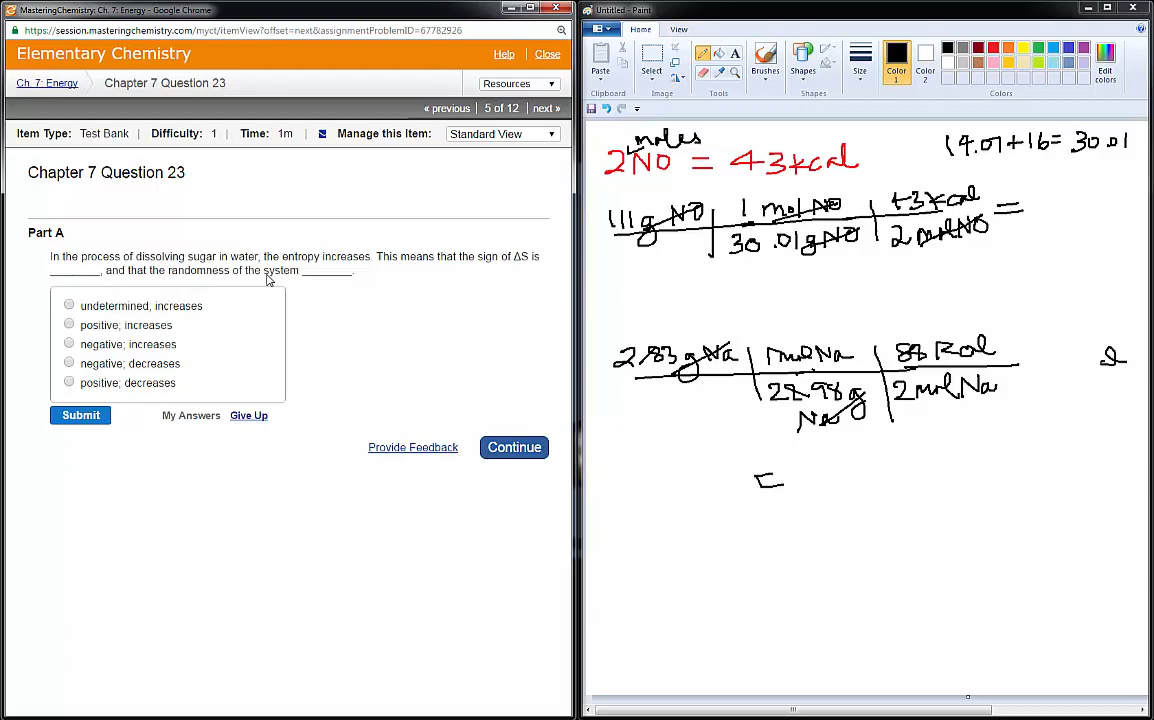 MasteringChemistry: Ch. 7: Energy - Google Chrome
https://session.masteringchemistry.com/myct/itemView?offset=next&assignmentProblemID=67782926
Elementary Chemistry
Help
Close
Ch. 7: Energy
Chapter 7 Question 23
Resources
« previous
5 of 12
next »
Item Type: Test Bank
Difficulty: 1
Time: 1m
Manage this Item:
Standard View
Chapter 7 Question 23
Part A
In the process of dissolving sugar in water, the entropy increases. This means that the sign of ΔS is
________, and that the randomness of the system ________.
undetermined; increases
positive; increases
negative; increases
negative; decreases
positive; decreases
Submit
My Answers
Give Up
Provide Feedback
Continue
Untitled - Paint
Home
View
Paste
Select
Brushes
Shapes
Size
Color 1
Color 2
Edit colors
Clipboard
Image
Tools
Colors
moles
2NO = 43kcal
14.01+16=30.01
111 g NO
1 mol NO
43 kcal
=
30.01 g NO
2 mol NO
2.83 g Na
1 mol Na
88 kcal
22.98 g
2 mol Na
=